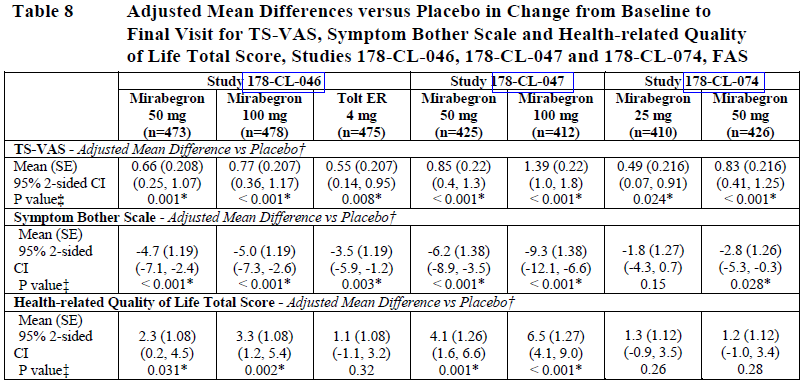 Table 8 Adjusted Mean Differences versus Placebo in Change from Baseline to
Final Visit for TS-VAS, Symptom Bother Scale and Health-related Quality
of Life Total Score, Studies 178-CL-046, 178-CL-047 and 178-CL-074, FAS
Study 178-CL-046 Study 178-CL-047 Study 178-CL-074
Mirabegron Mirabegron Tolt ER Mirabegron Mirabegron Mirabegron Mirabegron
50 mg 100 mg 4 mg 50 mg 100 mg 25 mg 50 mg
(n=473) (n=478) (n=475) (n=425) (n=412) (n=410) (n=426)
TS-VAS - Adjusted Mean Difference vs Placebo†
Mean (SE) 0.66 (0.208) 0.77 (0.207) 0.55 (0.207) 0.85 (0.22) 1.39 (0.22) 0.49 (0.216) 0.83 (0.216)
95% 2-sided CI (0.25, 1.07) (0.36, 1.17) (0.14, 0.95) (0.4, 1.3) (1.0, 1.8) (0.07, 0.91) (0.41, 1.25)
P value‡ 0.001* < 0.001* 0.008* < 0.001* < 0.001* 0.024* < 0.001*
Symptom Bother Scale - Adjusted Mean Difference vs Placebo†
Mean (SE)
95% 2-sided -4.7 (1.19) -5.0 (1.19) -3.5 (1.19) -6.2 (1.38) -9.3 (1.38) -1.8 (1.27) -2.8 (1.26)
CI (-7.1, -2.4) (-7.3, -2.6) (-5.9, -1.2) (-8.9, -3.5) (-12.1, -6.6) (-4.3, 0.7) (-5.3, -0.3)
P value‡ < 0.001* < 0.001* 0.003* < 0.001* < 0.001* 0.15 0.028*
Health-related Quality of Life Total Score - Adjusted Mean Difference vs Placebo†
Mean (SE)
95% 2-sided 2.3 (1.08) 3.3 (1.08) 1.1 (1.08) 4.1 (1.26) 6.5 (1.27) 1.3 (1.12) 1.2 (1.12)
CI (0.2, 4.5) (1.2, 5.4) (-1.1, 3.2) (1.6, 6.6) (4.1, 9.0) (-0.9, 3.5) (-1.0, 3.4)
P value‡ 0.031* 0.002* 0.32 0.001* < 0.001* 0.26 0.28